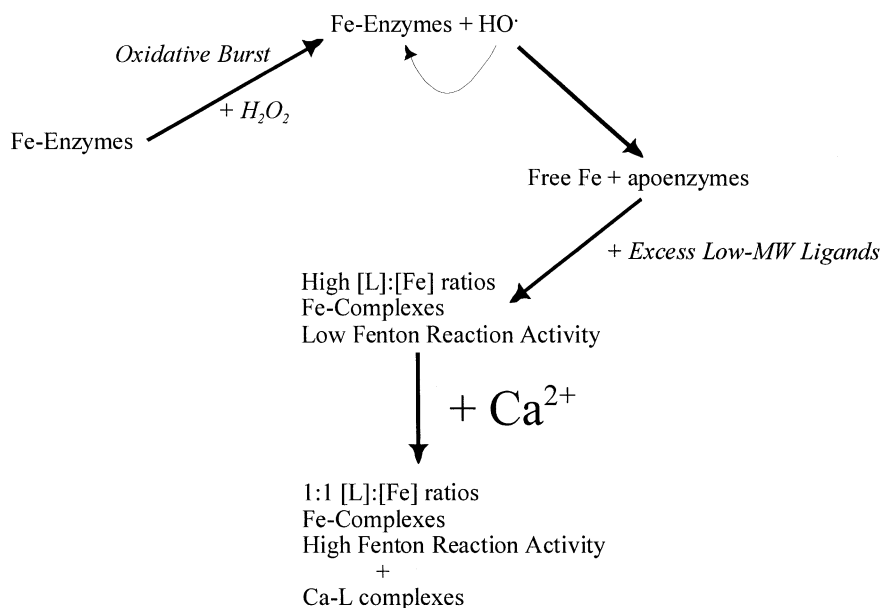 Fe-Enzymes + HO·
Oxidative Burst
+ H₂O₂
Fe-Enzymes
Free Fe + apoenzymes
+ Excess Low-MW Ligands
High [L]:[Fe] ratios
Fe-Complexes
Low Fenton Reaction Activity
+ Ca²⁺
1:1 [L]:[Fe] ratios
Fe-Complexes
High Fenton Reaction Activity
+
Ca-L complexes